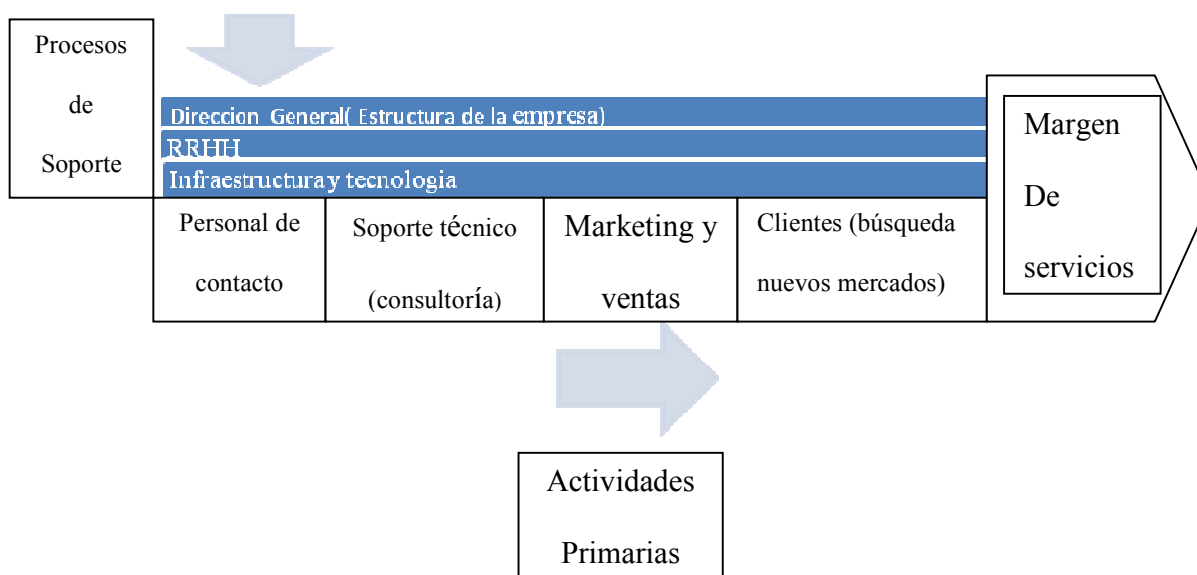 Procesos
de
Soporte
Direccion General( Estructura de la empresa)
RRHH
Infraestructura y tecnologia
Personal de
contacto
Soporte técnico
(consultoría)
Marketing y
ventas
Clientes (búsqueda
nuevos mercados)
Margen
De
servicios
Actividades
Primarias